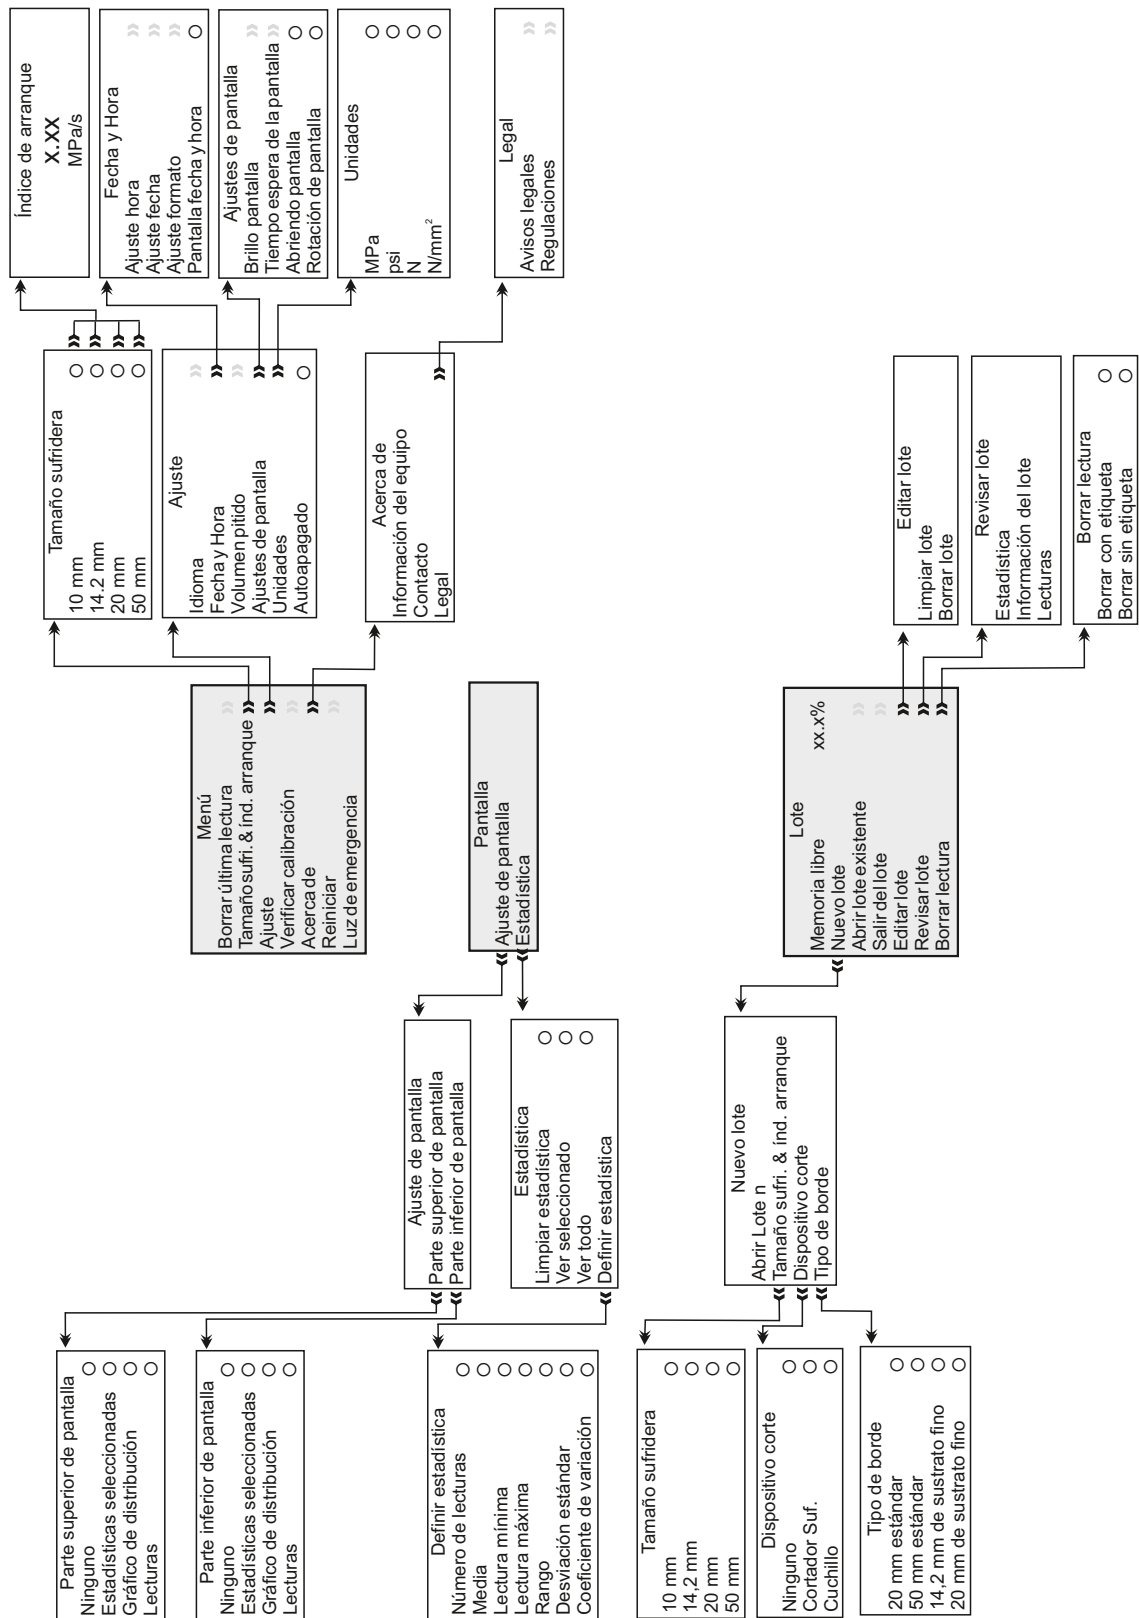 Parte superior de pantalla
Ninguno
Estadísticas seleccionadas
Gráfico de distribución
Lecturas
Parte inferior de pantalla
Ninguno
Estadísticas seleccionadas
Gráfico de distribución
Lecturas
Definir estadística
Número de lecturas
Media
Lectura mínima
Lectura máxima
Rango
Desviación estándar
Coeficiente de variación
Tamaño sufridera
10 mm
14,2 mm
20 mm
50 mm
Dispositivo corte
Ninguno
Cortador Suf.
Cuchillo
Tipo de borde
20 mm estándar
50 mm estándar
14,2 mm de sustrato fino
20 mm de sustrato fino
Ajuste de pantalla
Parte superior de pantalla
Parte inferior de pantalla
Estadística
Limpiar estadística
Ver seleccionado
Ver todo
Definir estadística
Nuevo lote
Abrir Lote n
Tamaño sufri. & índ. arranque
Dispositivo corte
Tipo de borde
Menú
Borrar última lectura
Tamaño sufri. & índ. arranque
Ajuste
Verificar calibración
Acerca de
Reiniciar
Luz de emergencia
Pantalla
Ajuste de pantalla
Estadística
Lote
Memoria libre xx.x%
Nuevo lote
Abrir lote existente
Salir del lote
Editar lote
Revisar lote
Borrar lectura
Tamaño sufridera
10 mm
14.2 mm
20 mm
50 mm
Ajuste
Idioma
Fecha y Hora
Volumen pitido
Ajustes de pantalla
Unidades
Autoapagado
Acerca de
Información del equipo
Contacto
Legal
Editar lote
Limpiar lote
Borrar lote
Revisar lote
Estadística
Información del lote
Lecturas
Borrar lectura
Borrar con etiqueta
Borrar sin etiqueta
Índice de arranque
X.XX
MPa/s
Fecha y Hora
Ajuste hora
Ajuste fecha
Ajuste formato
Pantalla fecha y hora
Ajustes de pantalla
Brillo pantalla
Tiempo espera de la pantalla
Abriendo pantalla
Rotación de pantalla
Unidades
MPa
psi
N
N/mm²
Legal
Avisos legales
Regulaciones